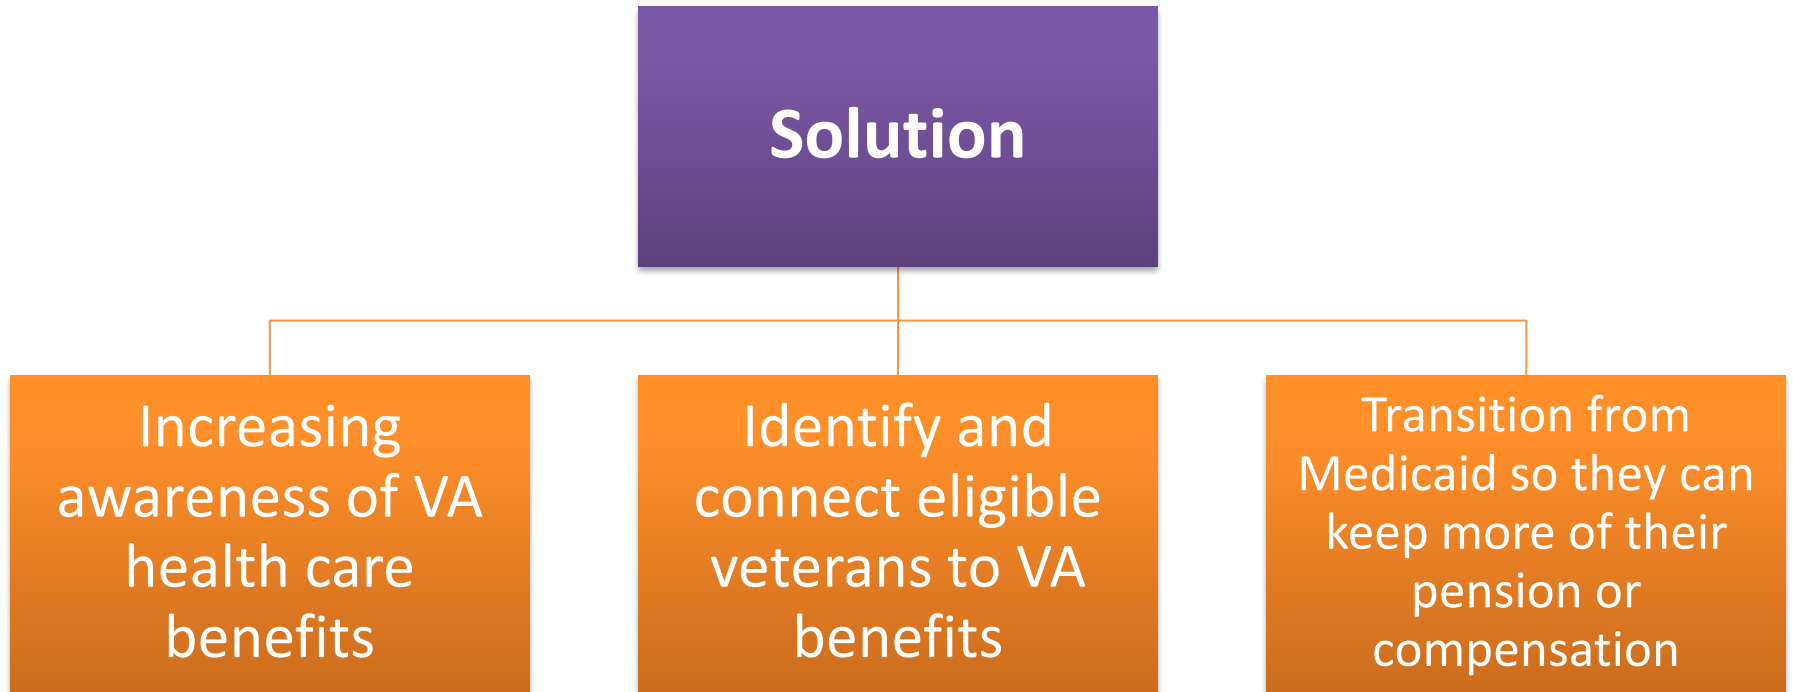 Solution
Increasing
awareness of VA
health care
benefits
Identify and
connect eligible
veterans to VA
benefits
Transition from
Medicaid so they can
keep more of their
pension or
compensation